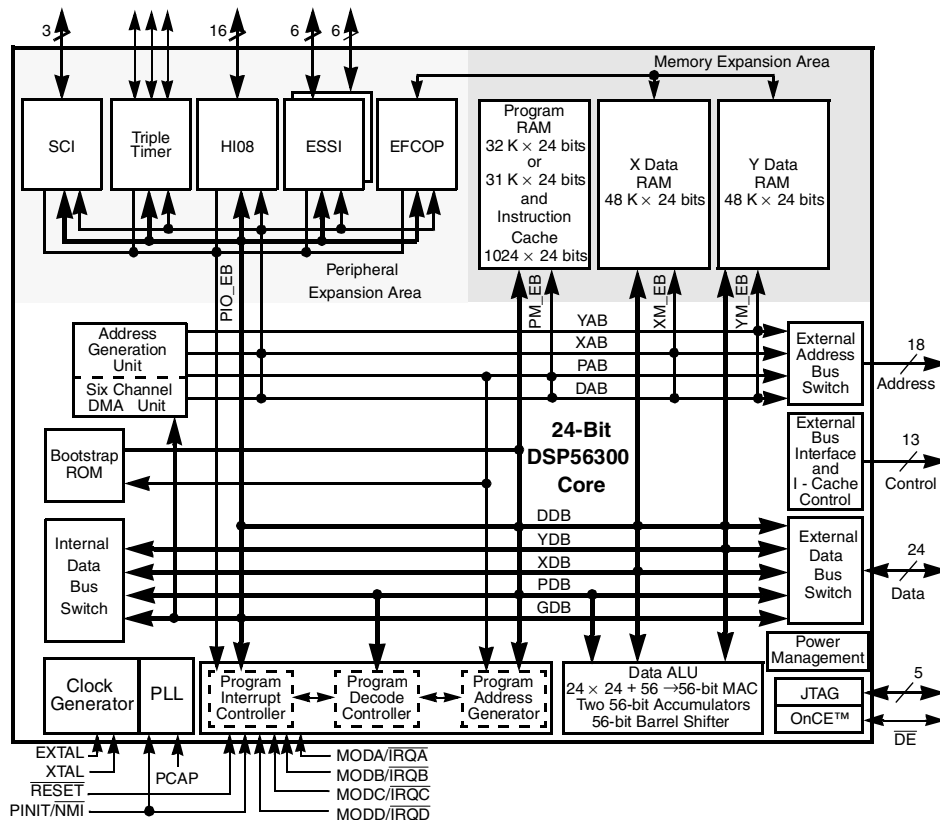 3
16
6
6
Memory Expansion Area
SCI
Triple
Timer
HI08
ESSI
EFCOP
Program
RAM
32 K × 24 bits
or
31 K × 24 bits
and
Instruction
Cache
1024 × 24 bits
X Data
RAM
48 K × 24 bits
Y Data
RAM
48 K × 24 bits
Peripheral
Expansion Area
PIO_EB
PM_EB
XM_EB
YM_EB
Address
Generation
Unit
Six Channel
DMA Unit
YAB
XAB
PAB
DAB
External
Address
Bus
Switch
18
Address
Bootstrap
ROM
24-Bit
DSP56300
Core
External
Bus
Interface
and
I - Cache
Control
13
Control
Internal
Data
Bus
Switch
DDB
YDB
XDB
PDB
GDB
External
Data
Bus
Switch
24
Data
Power
Management
Clock
Generator
PLL
Program
Interrupt
Controller
Program
Decode
Controller
Program
Address
Generator
Data ALU
24 × 24 + 56 →56-bit MAC
Two 56-bit Accumulators
56-bit Barrel Shifter
JTAG
OnCE™
5
DE
EXTAL
XTAL
RESET
PINIT/NMI
PCAP
MODA/IRQA
MODB/IRQB
MODC/IRQC
MODD/IRQD